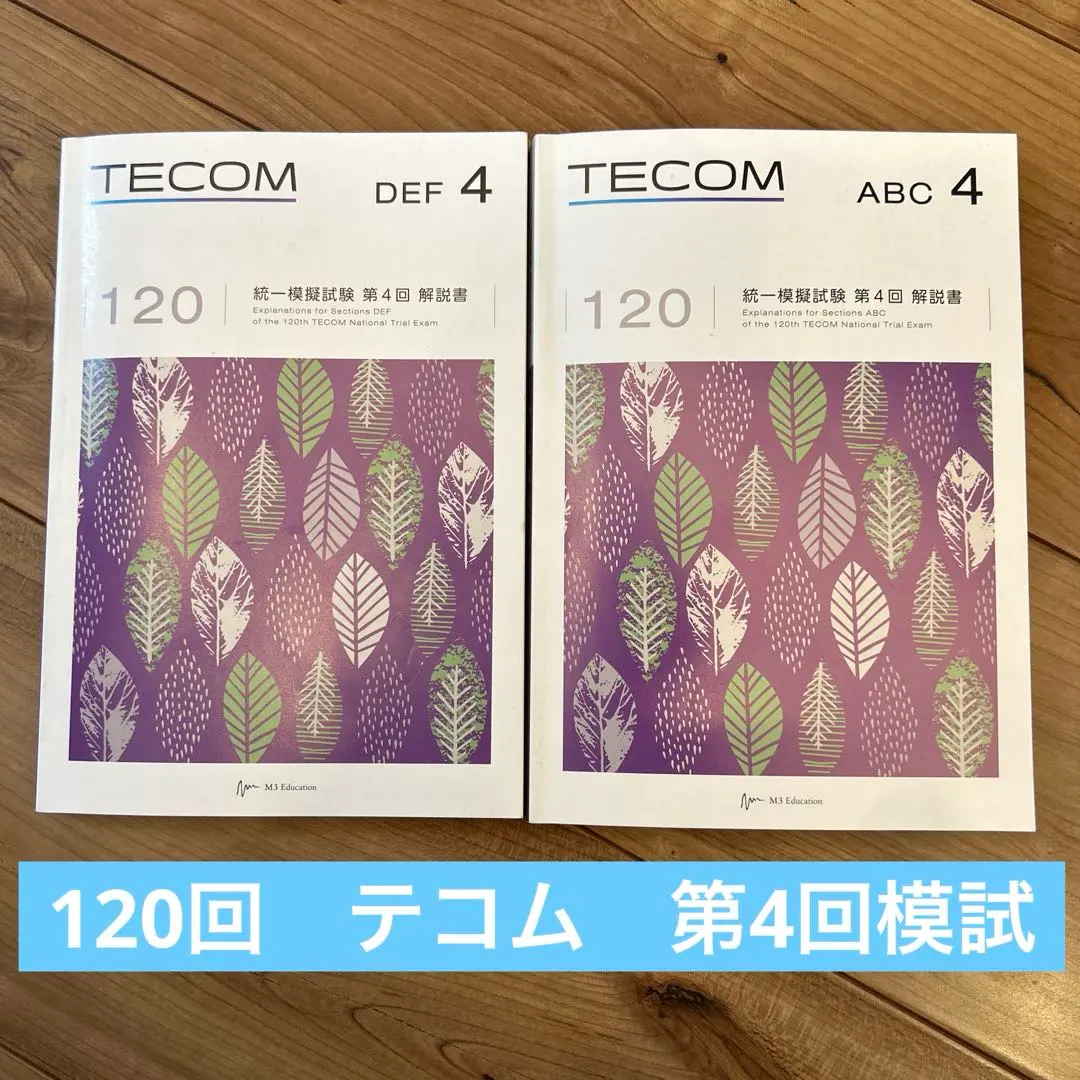 TECOM
DEF 4
120
統一模擬試験 第4回 解説書
Explanations for Sections DEF
of the 120th TECOM National Trial Exam
M3 Education
TECOM
ABC 4
120
統一模擬試験 第4回 解説書
Explanations for Sections ABC
of the 120th TECOM National Trial Exam
M3 Education
120回　テコム　第4回模試